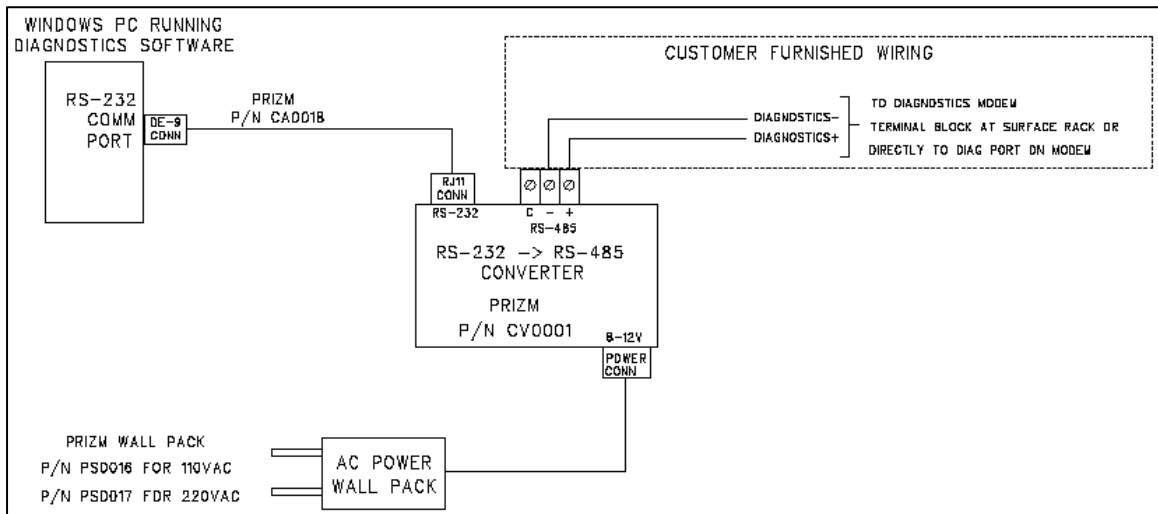 WINDOWS PC RUNNING
DIAGNOSTICS SOFTWARE
RS-232
COMM
PORT
DE-9
CONN
PRIZM
P/N CA0018
CUSTOMER FURNISHED WIRING
DIAGNOSTICS-
DIAGNOSTICS+
TO DIAGNOSTICS MODEM
TERMINAL BLOCK AT SURFACE RACK OR
DIRECTLY TO DIAG PORT ON MODEM
RJ11
CONN
RS-232
C - +
RS-485
RS-232 -> RS-485
CONVERTER
PRIZM
P/N CV0001
8-12V
POWER
CONN
PRIZM WALL PACK
P/N PSD016 FOR 110VAC
P/N PSD017 FOR 220VAC
AC POWER
WALL PACK